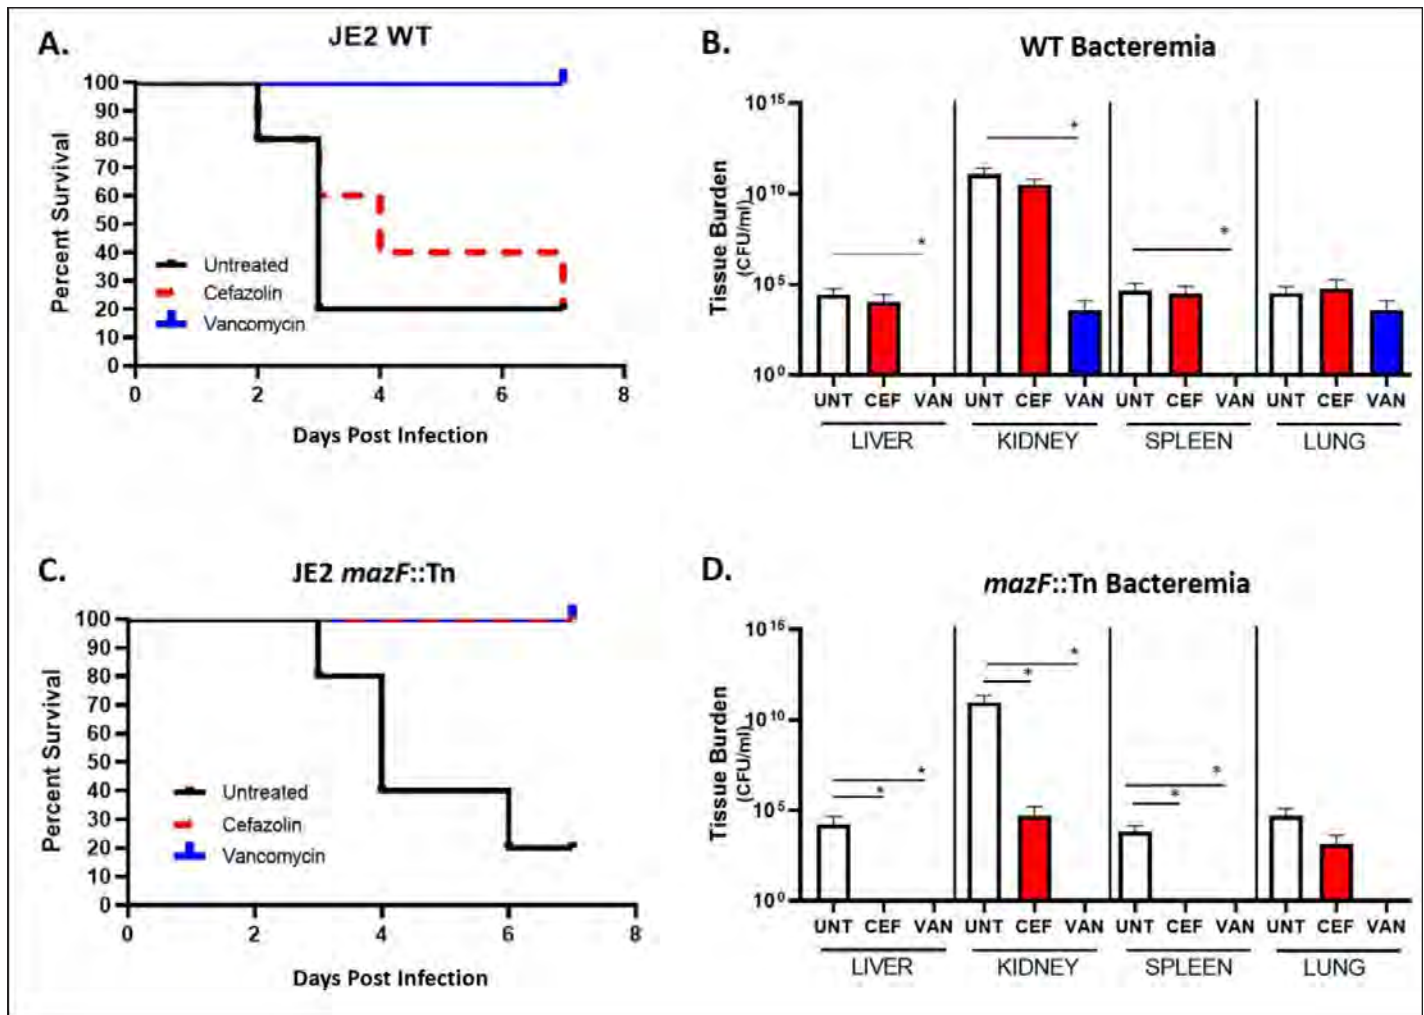 A.
JE2 WT
Percent Survival
100
90
80
70
60
50
40
30
20
10
0
Untreated
Cefazolin
Vancomycin
0 2 4 6 8
Days Post Infection
B.
WT Bacteremia
Tissue Burden
(CFU/ml)
10^15
10^10
10^5
10^0
*
*
*
UNT CEF VAN UNT CEF VAN UNT CEF VAN UNT CEF VAN
LIVER KIDNEY SPLEEN LUNG
C.
JE2 mazF::Tn
Percent Survival
100
90
80
70
60
50
40
30
20
10
0
Untreated
Cefazolin
Vancomycin
0 2 4 6 8
Days Post Infection
D.
mazF::Tn Bacteremia
Tissue Burden
(CFU/ml)
10^15
10^10
10^5
10^0
*
*
*
*
*
*
UNT CEF VAN UNT CEF VAN UNT CEF VAN UNT CEF VAN
LIVER KIDNEY SPLEEN LUNG